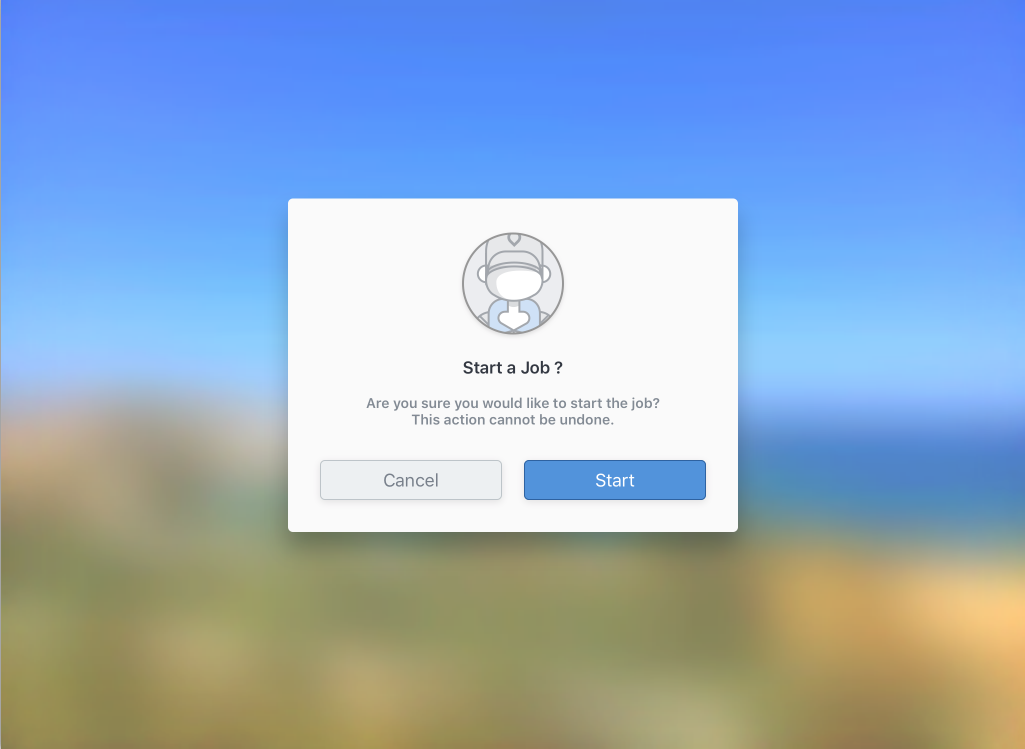 Start a Job ?
Are you sure you would like to start the job?
This action cannot be undone.
Cancel
Start